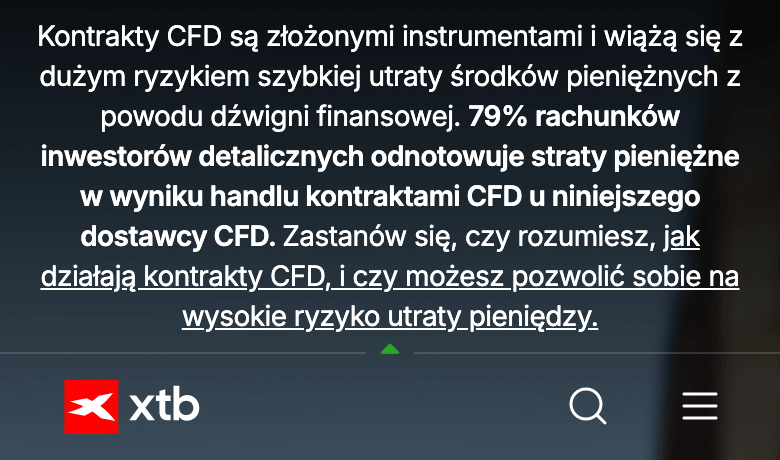 Kontrakty CFD są złożonymi instrumentami i wiążą się z
dużym ryzykiem szybkiej utraty środków pieniężnych z
powodu dźwigni finansowej. 79% rachunków
inwestorów detalicznych odnotowuje straty pieniężne
w wyniku handlu kontraktami CFD u niniejszego
dostawcy CFD. Zastanów się, czy rozumiesz, jak
działają kontrakty CFD, i czy możesz pozwolić sobie na
wysokie ryzyko utraty pieniędzy.
xtb